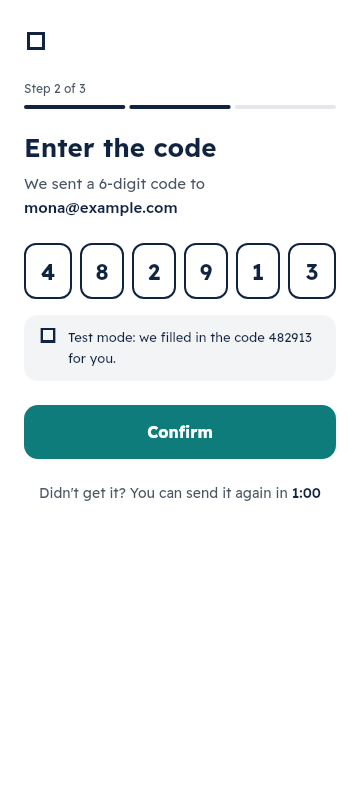 Step 2 of 3
Enter the code
We sent a 6-digit code to
mona@example.com
4 8 2 9 1 3
Test mode: we filled in the code 482913
for you.
Confirm
Didn't get it? You can send it again in 1:00